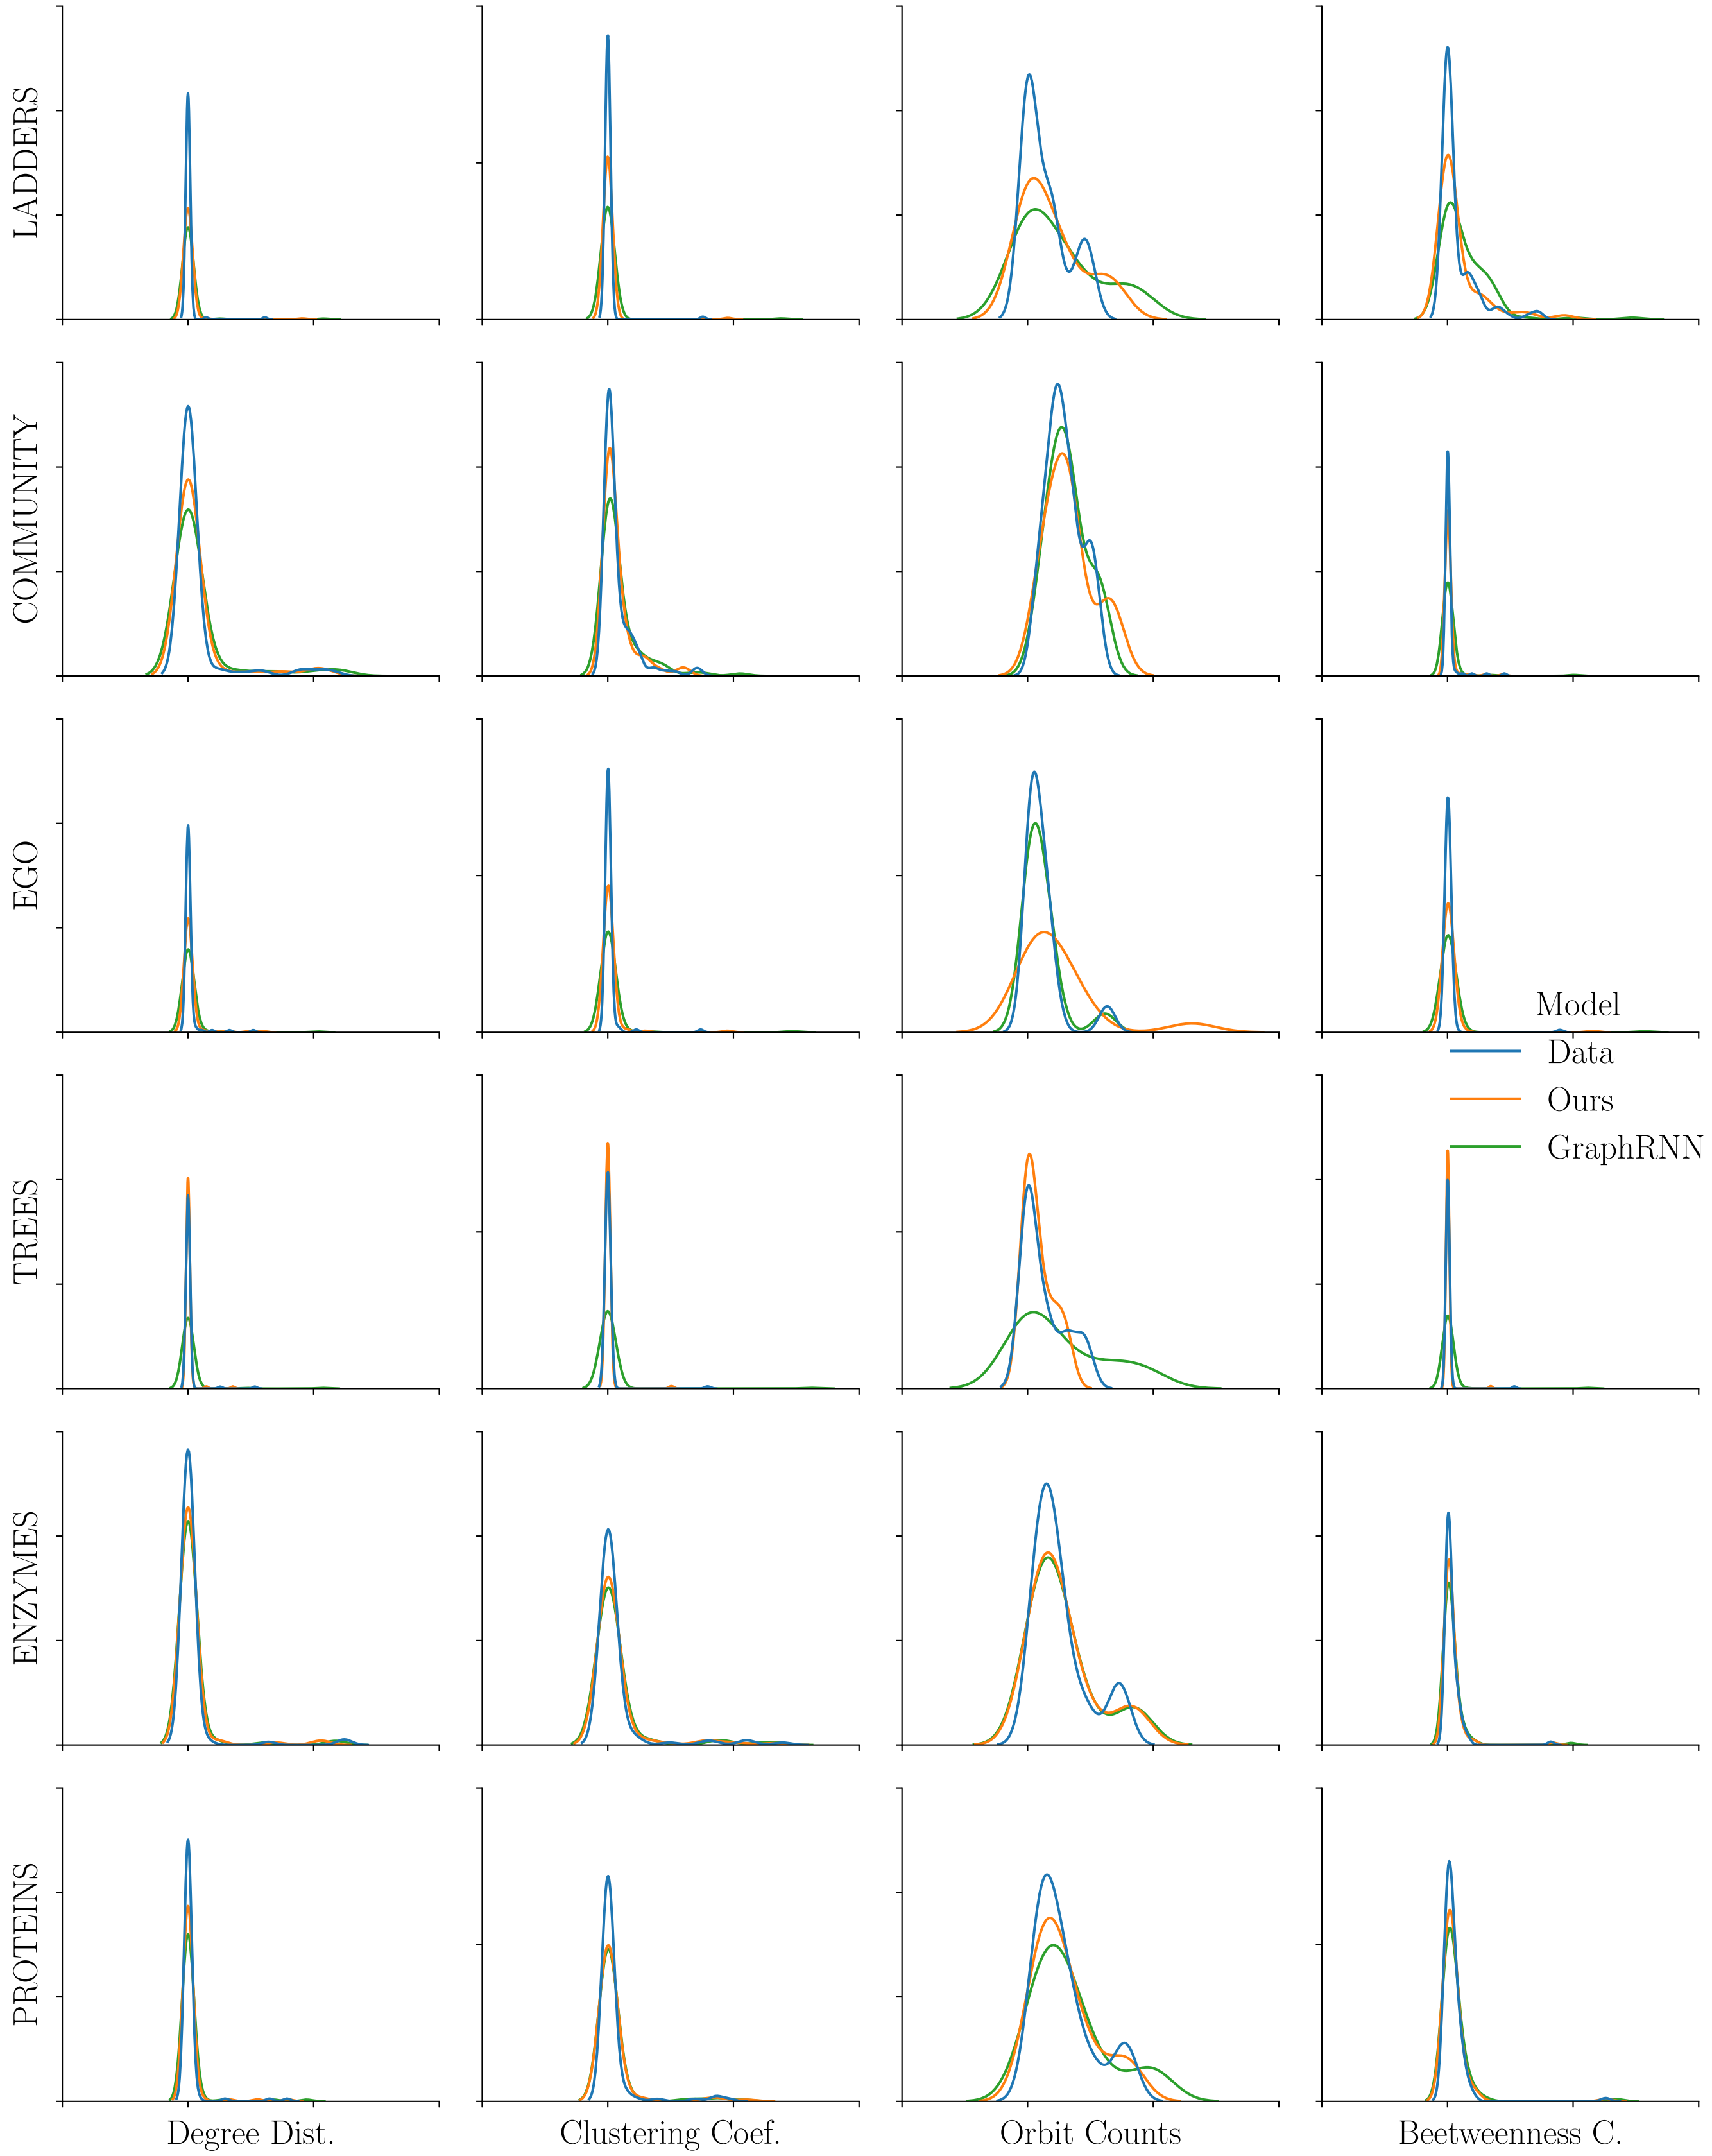 LADDERS
COMMUNITY
EGO
Model
Data
Ours
GraphRNN
TREES
ENZYMES
PROTEINS
Degree Dist.
Clustering Coef.
Orbit Counts
Beetweenness C.